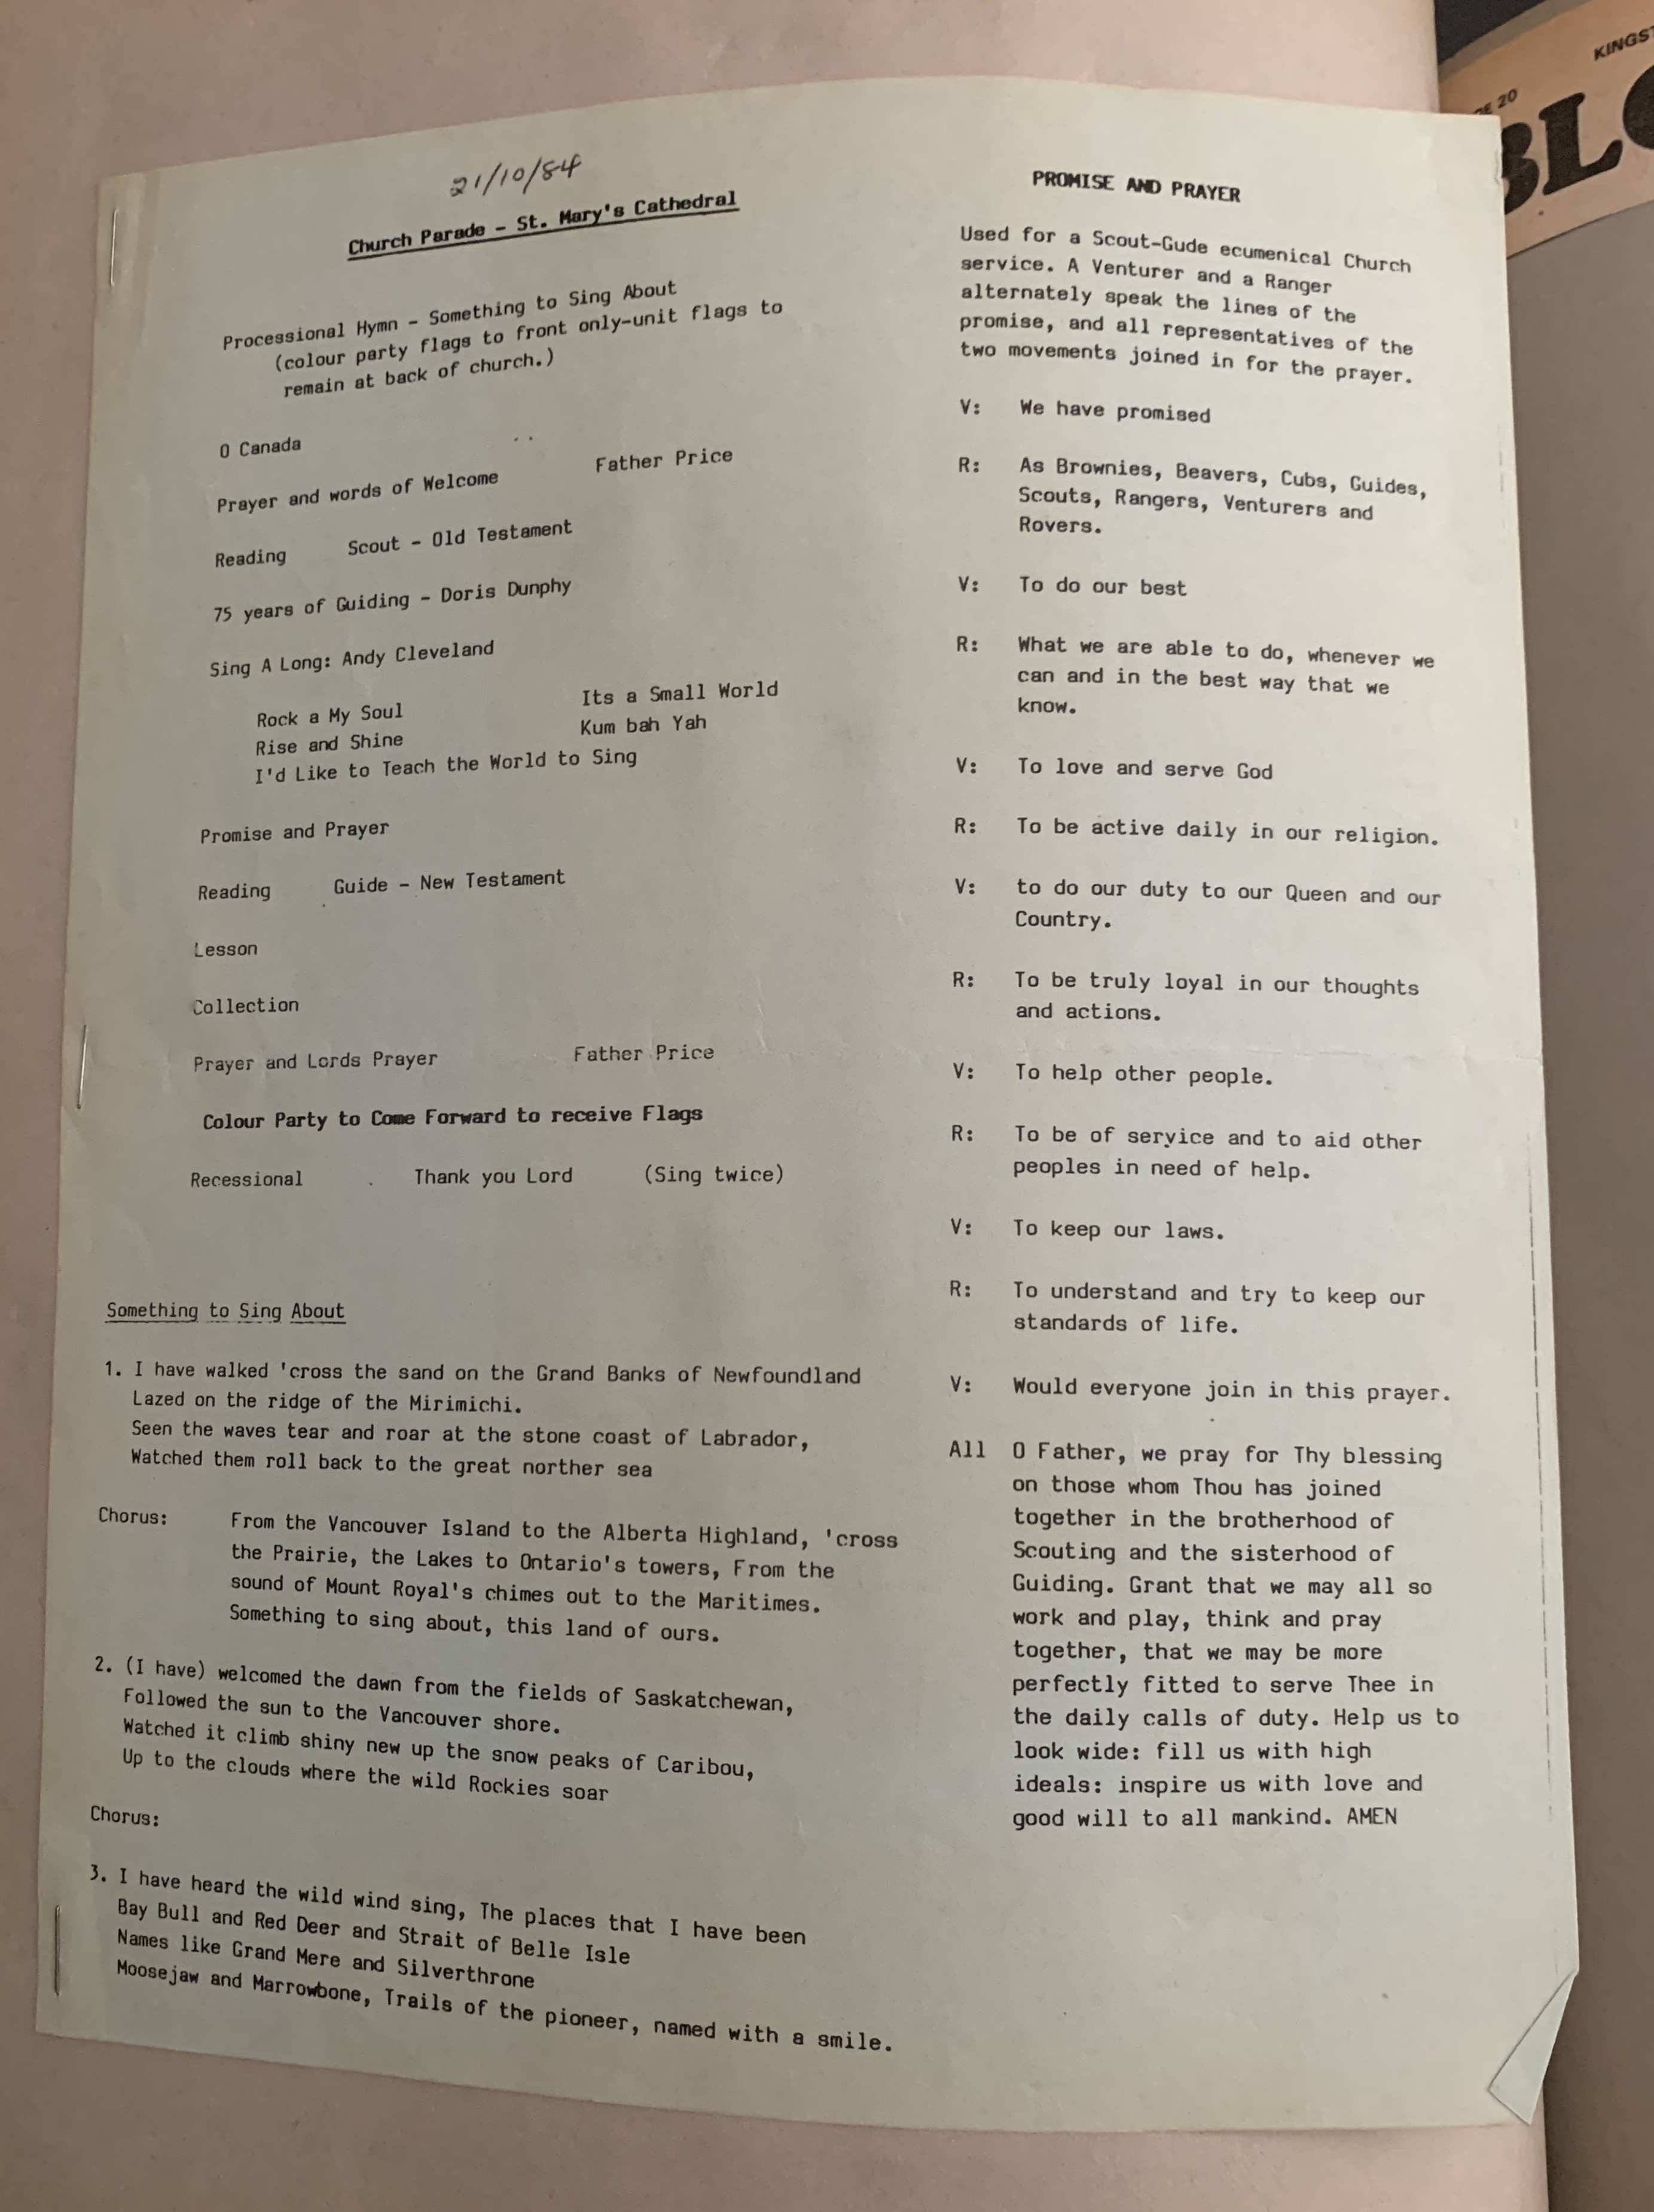 21/10/84
Church Parade - St. Mary's Cathedral
Processional Hymn - Something to Sing About
(colour party flags to front only-unit flags to
remain at back of church.)
O Canada
Prayer and words of Welcome Father Price
Reading Scout - Old Testament
75 years of Guiding - Doris Dunphy
Sing A Long: Andy Cleveland
Rock a My Soul Its a Small World
Rise and Shine Kum bah Yah
I'd Like to Teach the World to Sing
Promise and Prayer
Reading Guide - New Testament
Lesson
Collection
Prayer and Lords Prayer Father Price
Colour Party to Come Forward to receive Flags
Recessional Thank you Lord (Sing twice)
Something to Sing About
1. I have walked 'cross the sand on the Grand Banks of Newfoundland
Lazed on the ridge of the Mirimichi.
Seen the waves tear and roar at the stone coast of Labrador,
Watched them roll back to the great norther sea
Chorus: From the Vancouver Island to the Alberta Highland, 'cross
the Prairie, the Lakes to Ontario's towers, From the
sound of Mount Royal's chimes out to the Maritimes.
Something to sing about, this land of ours.
2. (I have) welcomed the dawn from the fields of Saskatchewan,
Followed the sun to the Vancouver shore.
Watched it climb shiny new up the snow peaks of Caribou,
Up to the clouds where the wild Rockies soar
Chorus:
3. I have heard the wild wind sing, The places that I have been
Bay Bull and Red Deer and Strait of Belle Isle
Names like Grand Mere and Silverthrone
Moosejaw and Marrowbone, Trails of the pioneer, named with a smile.
PROMISE AND PRAYER
Used for a Scout-Gude ecumenical Church
service. A Venturer and a Ranger
alternately speak the lines of the
promise, and all representatives of the
two movements joined in for the prayer.
V: We have promised
R: As Brownies, Beavers, Cubs, Guides,
Scouts, Rangers, Venturers and
Rovers.
V: To do our best
R: What we are able to do, whenever we
can and in the best way that we
know.
V: To love and serve God
R: To be active daily in our religion.
V: to do our duty to our Queen and our
Country.
R: To be truly loyal in our thoughts
and actions.
V: To help other people.
R: To be of service and to aid other
peoples in need of help.
V: To keep our laws.
R: To understand and try to keep our
standards of life.
V: Would everyone join in this prayer.
All O Father, we pray for Thy blessing
on those whom Thou has joined
together in the brotherhood of
Scouting and the sisterhood of
Guiding. Grant that we may all so
work and play, think and pray
together, that we may be more
perfectly fitted to serve Thee in
the daily calls of duty. Help us to
look wide: fill us with high
ideals: inspire us with love and
good will to all mankind. AMEN
KINGS
20
BLO